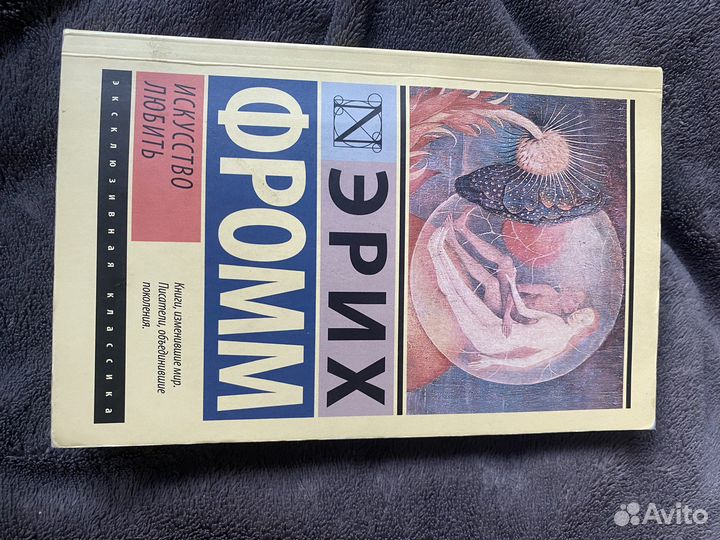 ЭРИХ
ФРОММ
ИСКУССТВО
ЛЮБИТЬ
Книги, изменившие мир.
Писатели, объединившие
поколения.
ЭКСКЛЮЗИВНАЯ КЛАССИКА
Avito